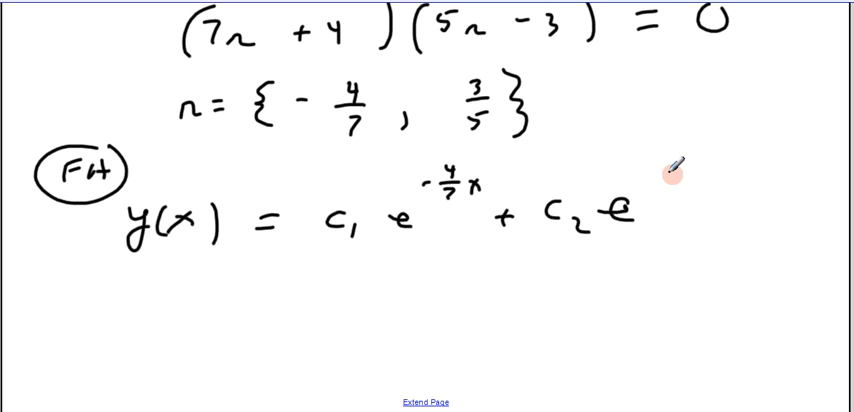 (7r + 4)(5r - 3) = 0
r = { - 4/7 , 3/5 }
FH
y(x) = c₁ e^(-4/7 x) + c₂ e
Extend Page